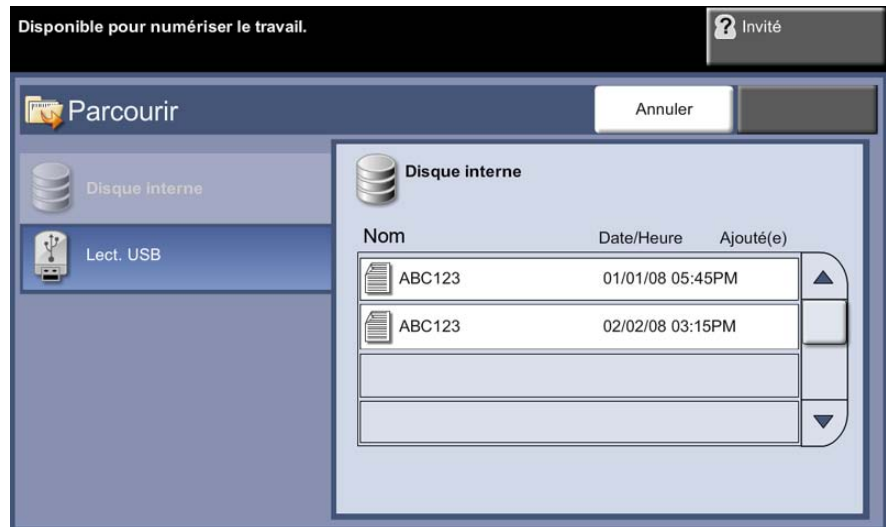 Disponible pour numériser le travail.
Invité
Parcourir
Annuler
Disque interne
Lect. USB
Disque interne
Nom Date/Heure Ajouté(e)
ABC123 01/01/08 05:45PM
ABC123 02/02/08 03:15PM